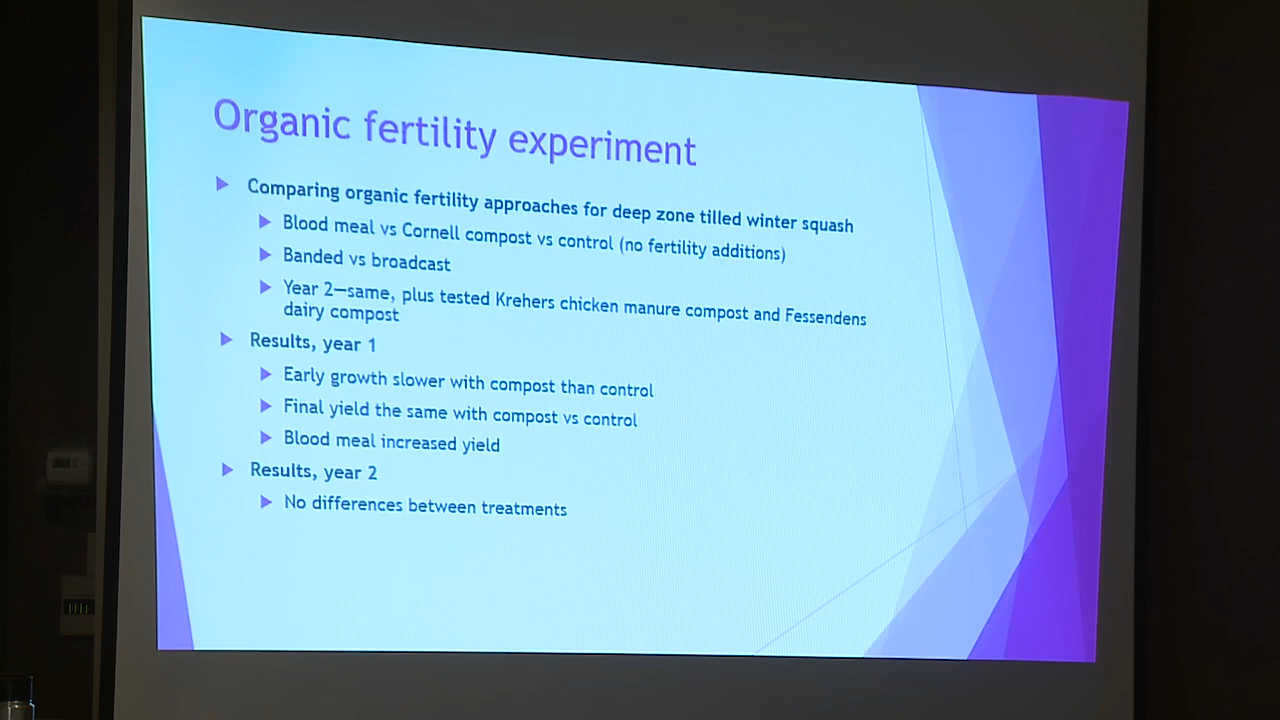 Organic fertility experiment
Comparing organic fertility approaches for deep zone tilled winter squash
Blood meal vs Cornell compost vs control (no fertility additions)
Banded vs broadcast
Year 2—same, plus tested Krehers chicken manure compost and Fessendens
dairy compost
Results, year 1
Early growth slower with compost than control
Final yield the same with compost vs control
Blood meal increased yield
Results, year 2
No differences between treatments